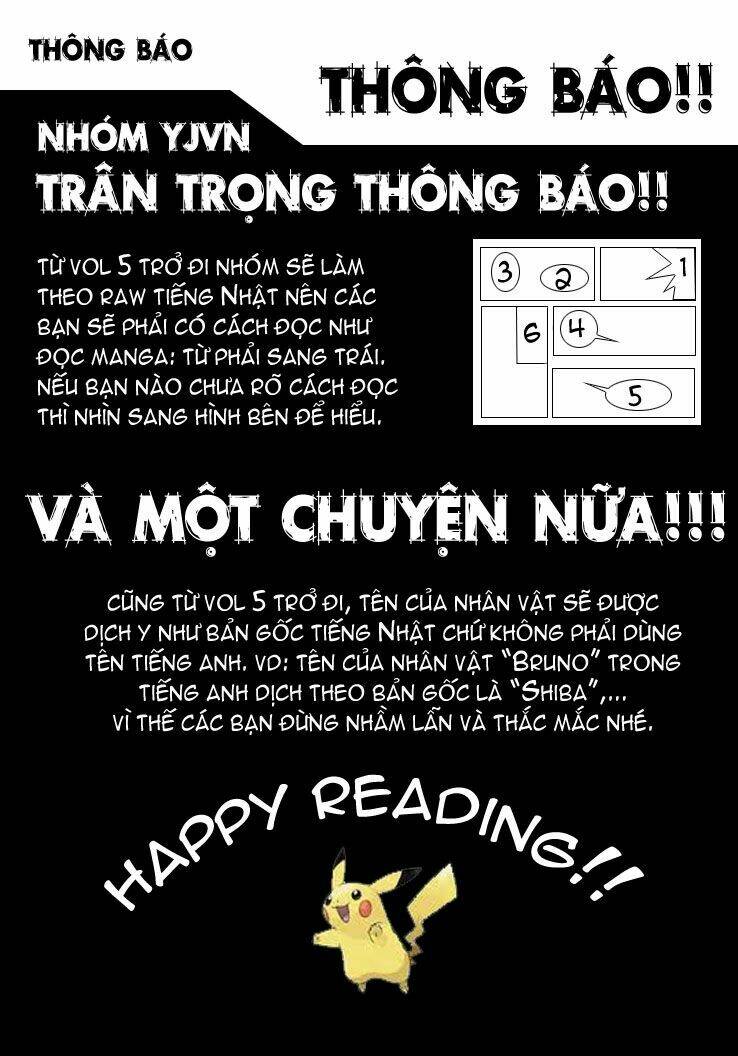 THÔNG BÁO
THÔNG BÁO!!
NHÓM YJVN
TRÂN TRỌNG THÔNG BÁO!!
TỪ VOL 5 TRỞ ĐI NHÓM SẼ LÀM
THEO RAW TIẾNG NHẬT NÊN CÁC
BẠN SẼ PHẢI CÓ CÁCH ĐỌC NHƯ
ĐỌC MANGA: TỪ PHẢI SANG TRÁI.
NẾU BẠN NÀO CHƯA RÕ CÁCH ĐỌC
THÌ NHÌN SANG HÌNH BÊN ĐỂ HIỂU.
3 2 1
6 4
5
VÀ MỘT CHUYỆN NỮA!!!
CŨNG TỪ VOL 5 TRỞ ĐI, TÊN CỦA NHÂN VẬT SẼ ĐƯỢC
DỊCH Y NHƯ BẢN GỐC TIẾNG NHẬT CHỨ KHÔNG PHẢI DÙNG
TÊN TIẾNG ANH. VD: TÊN CỦA NHÂN VẬT "BRUNO" TRONG
TIẾNG ANH DỊCH THEO BẢN GỐC LÀ "SHIBA",...
VÌ THẾ CÁC BẠN ĐỪNG NHẦM LẪN VÀ THẮC MẮC NHÉ.
HAPPY READING!!